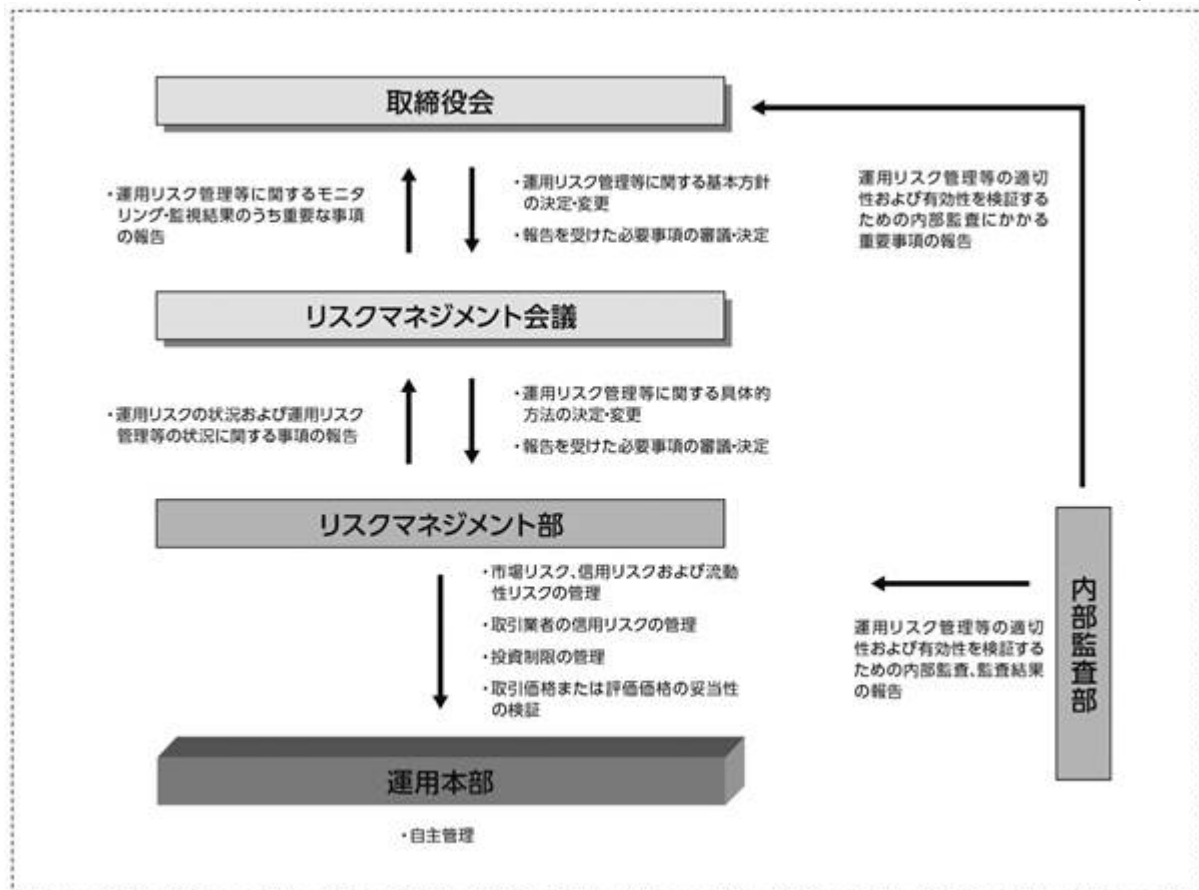 取締役会
・運用リスク管理等に関するモニタ
リング・監視結果のうち重要な事項
の報告
・運用リスク管理等に関する基本方針
の決定・変更
・報告を受けた必要事項の審議・決定
運用リスク管理等の適切
性および有効性を検証す
るための内部監査にかかる
重要事項の報告
リスクマネジメント会議
・運用リスクの状況および運用リスク
管理等の状況に関する事項の報告
・運用リスク管理等に関する具体的
方法の決定・変更
・報告を受けた必要事項の審議・決定
リスクマネジメント部
・市場リスク、信用リスクおよび流動
性リスクの管理
・取引業者の信用リスクの管理
・投資制限の管理
・取引価格または評価価格の妥当性
の検証
運用リスク管理等の適切
性および有効性を検証する
ための内部監査、監査結果
の報告
内部監査部
運用本部
・自主管理